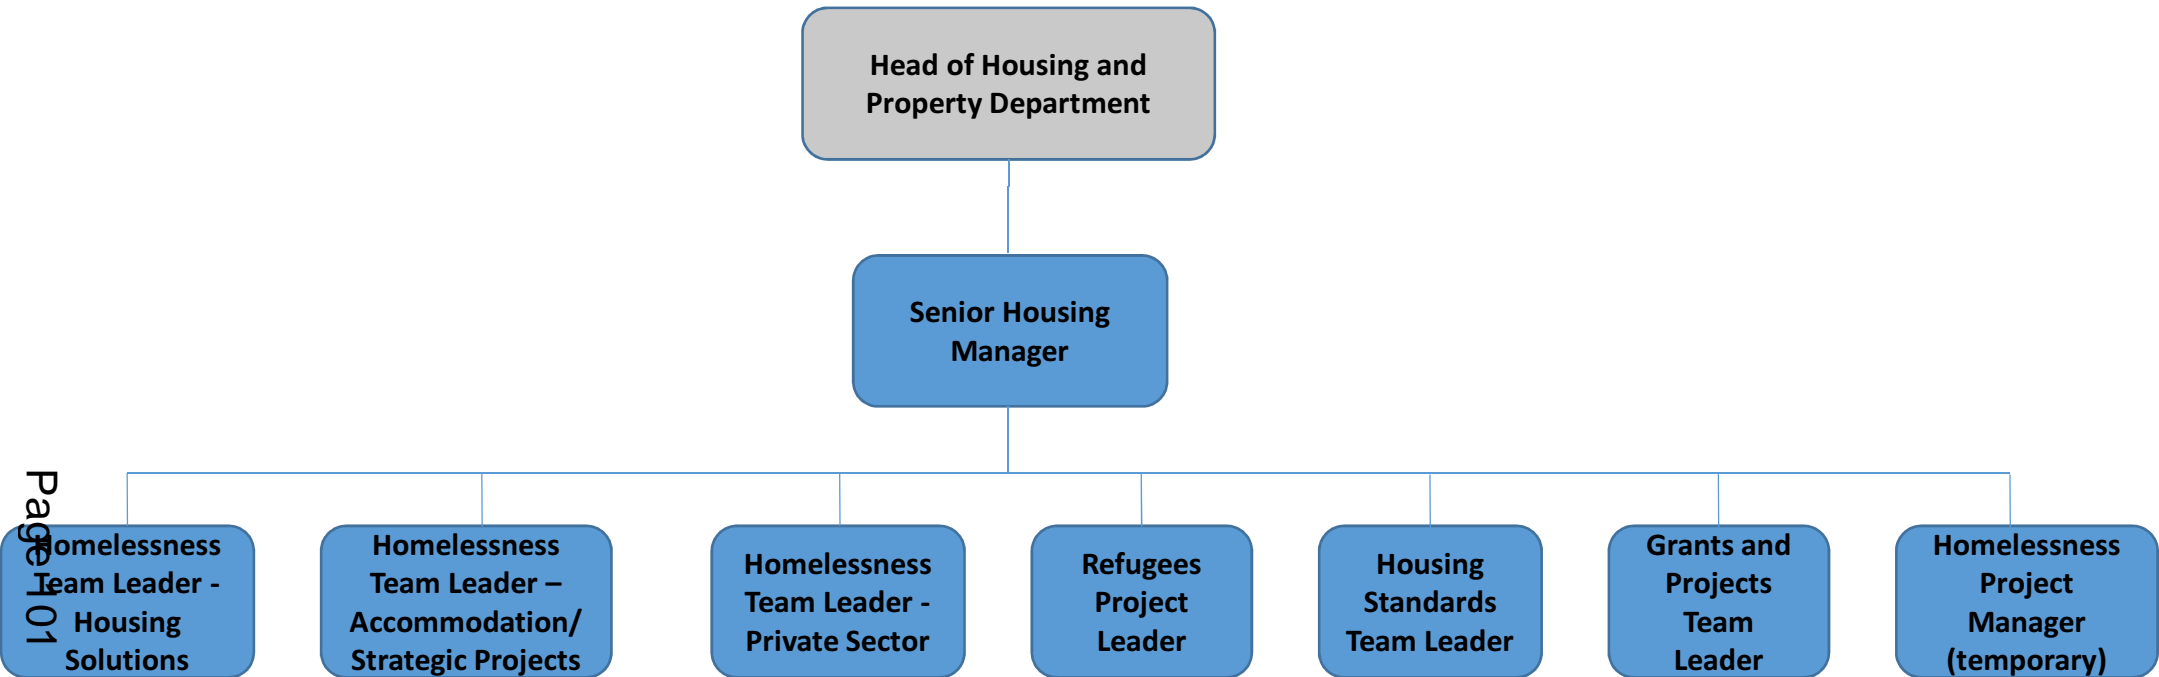 Head of Housing and
Property Department
Senior Housing
Manager
Homelessness
Team Leader -
Housing
Solutions
Homelessness
Team Leader –
Accommodation/
Strategic Projects
Homelessness
Team Leader -
Private Sector
Refugees
Project
Leader
Housing
Standards
Team Leader
Grants and
Projects
Team
Leader
Homelessness
Project
Manager
(temporary)
Page 101